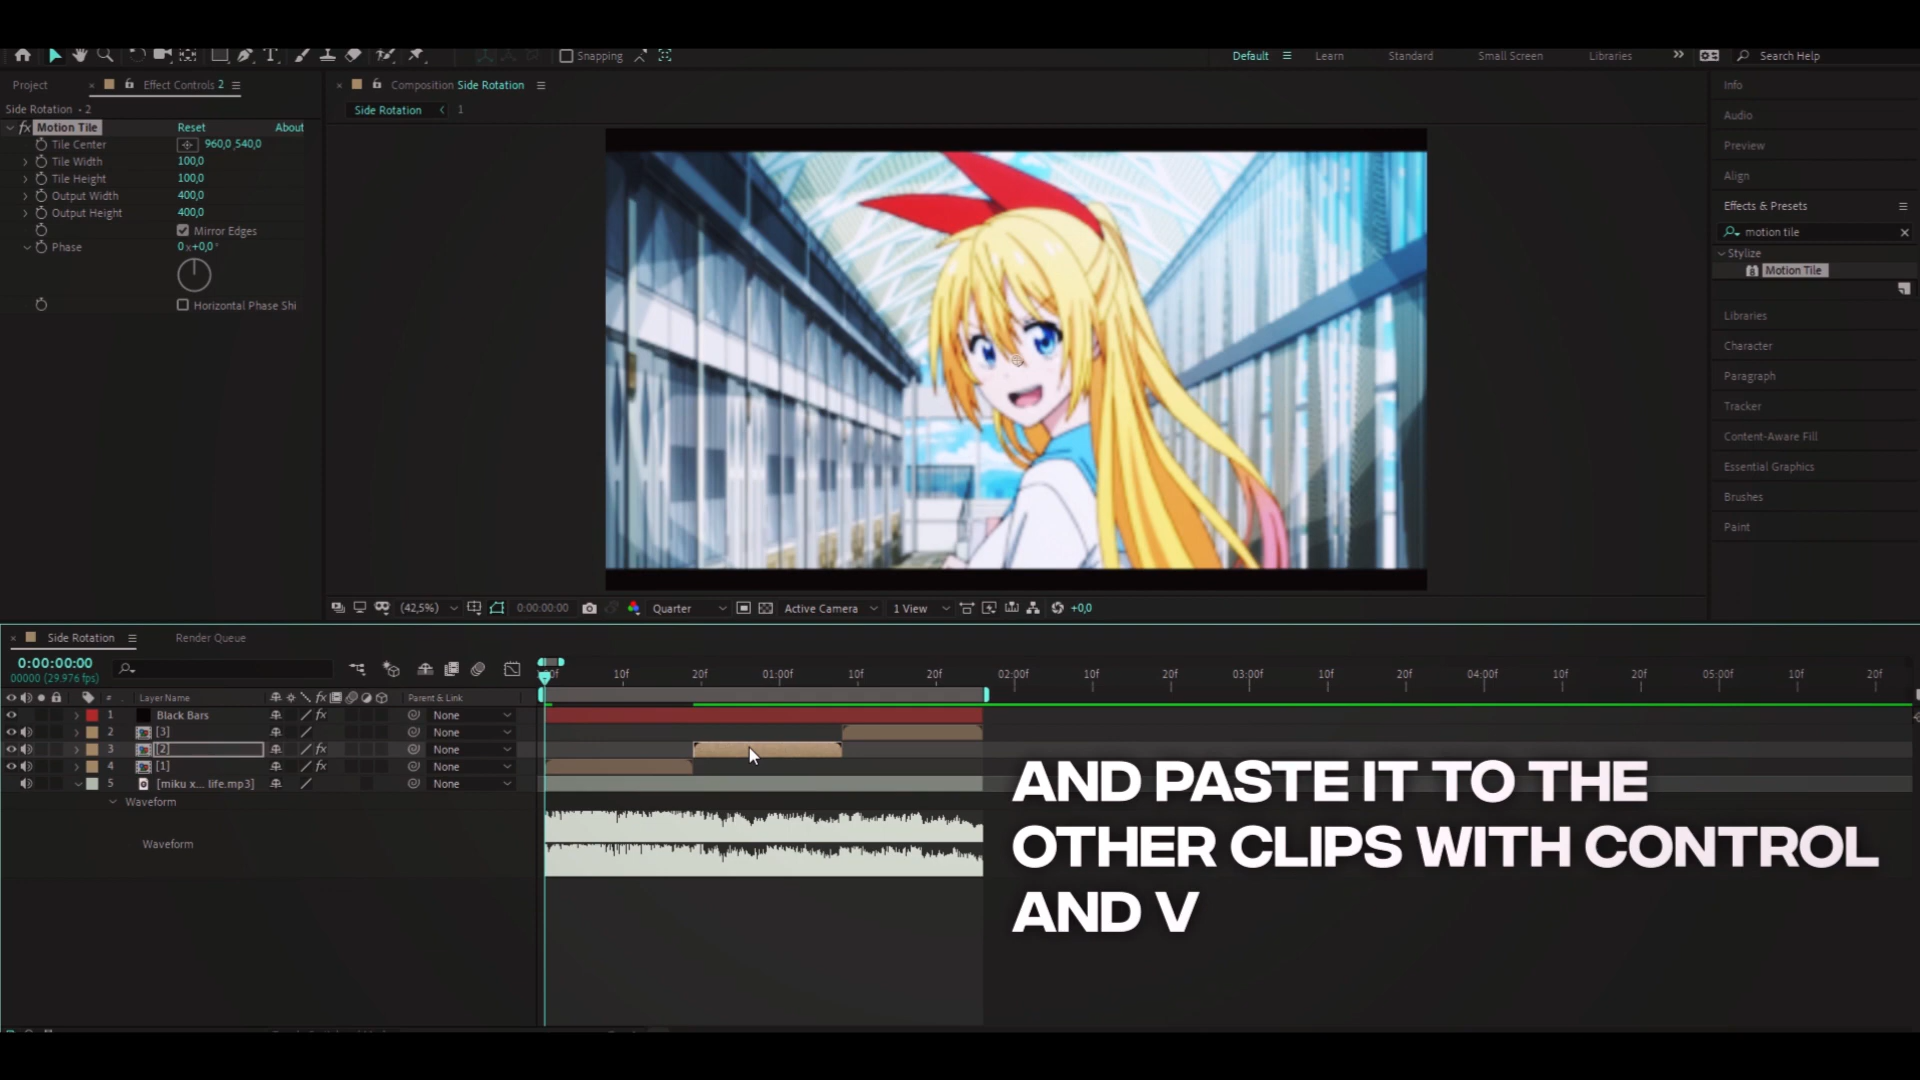 Snapping
Default
Learn
Standard
Small Screen
Libraries
Search Help
Project
Effect Controls 2
Composition Side Rotation
Info
Side Rotation - 2
Side Rotation
1
Audio
fx Motion Tile
Reset
About
Tile Center
960,0 540,0
Preview
Tile Width
100,0
Tile Height
100,0
Align
Output Width
400,0
Output Height
400,0
Effects & Presets
Mirror Edges
motion tile
Phase
0x+0,0°
Stylize
Motion Tile
Horizontal Phase Shi
Libraries
Character
Paragraph
Tracker
Content-Aware Fill
Essential Graphics
Brushes
Paint
(42,5%)
0:00:00:00
Quarter
Active Camera
1 View
+0,0
Side Rotation
Render Queue
0:00:00:00
00000 (29.976 fps)
10f
20f
01:00f
10f
20f
02:00f
10f
20f
03:00f
10f
20f
04:00f
10f
20f
05:00f
10f
20f
#
Layer Name
fx
Parent & Link
1
Black Bars
fx
None
2
[3]
None
3
[2]
fx
None
4
[1]
fx
None
5
[miku x... life.mp3]
None
Waveform
Waveform
AND PASTE IT TO THE
OTHER CLIPS WITH CONTROL
AND V